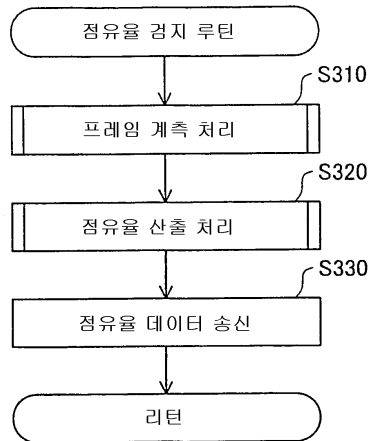 점유율 검지 루틴
S310
프레임 계측 처리
S320
점유율 산출 처리
S330
점유율 데이터 송신
리턴